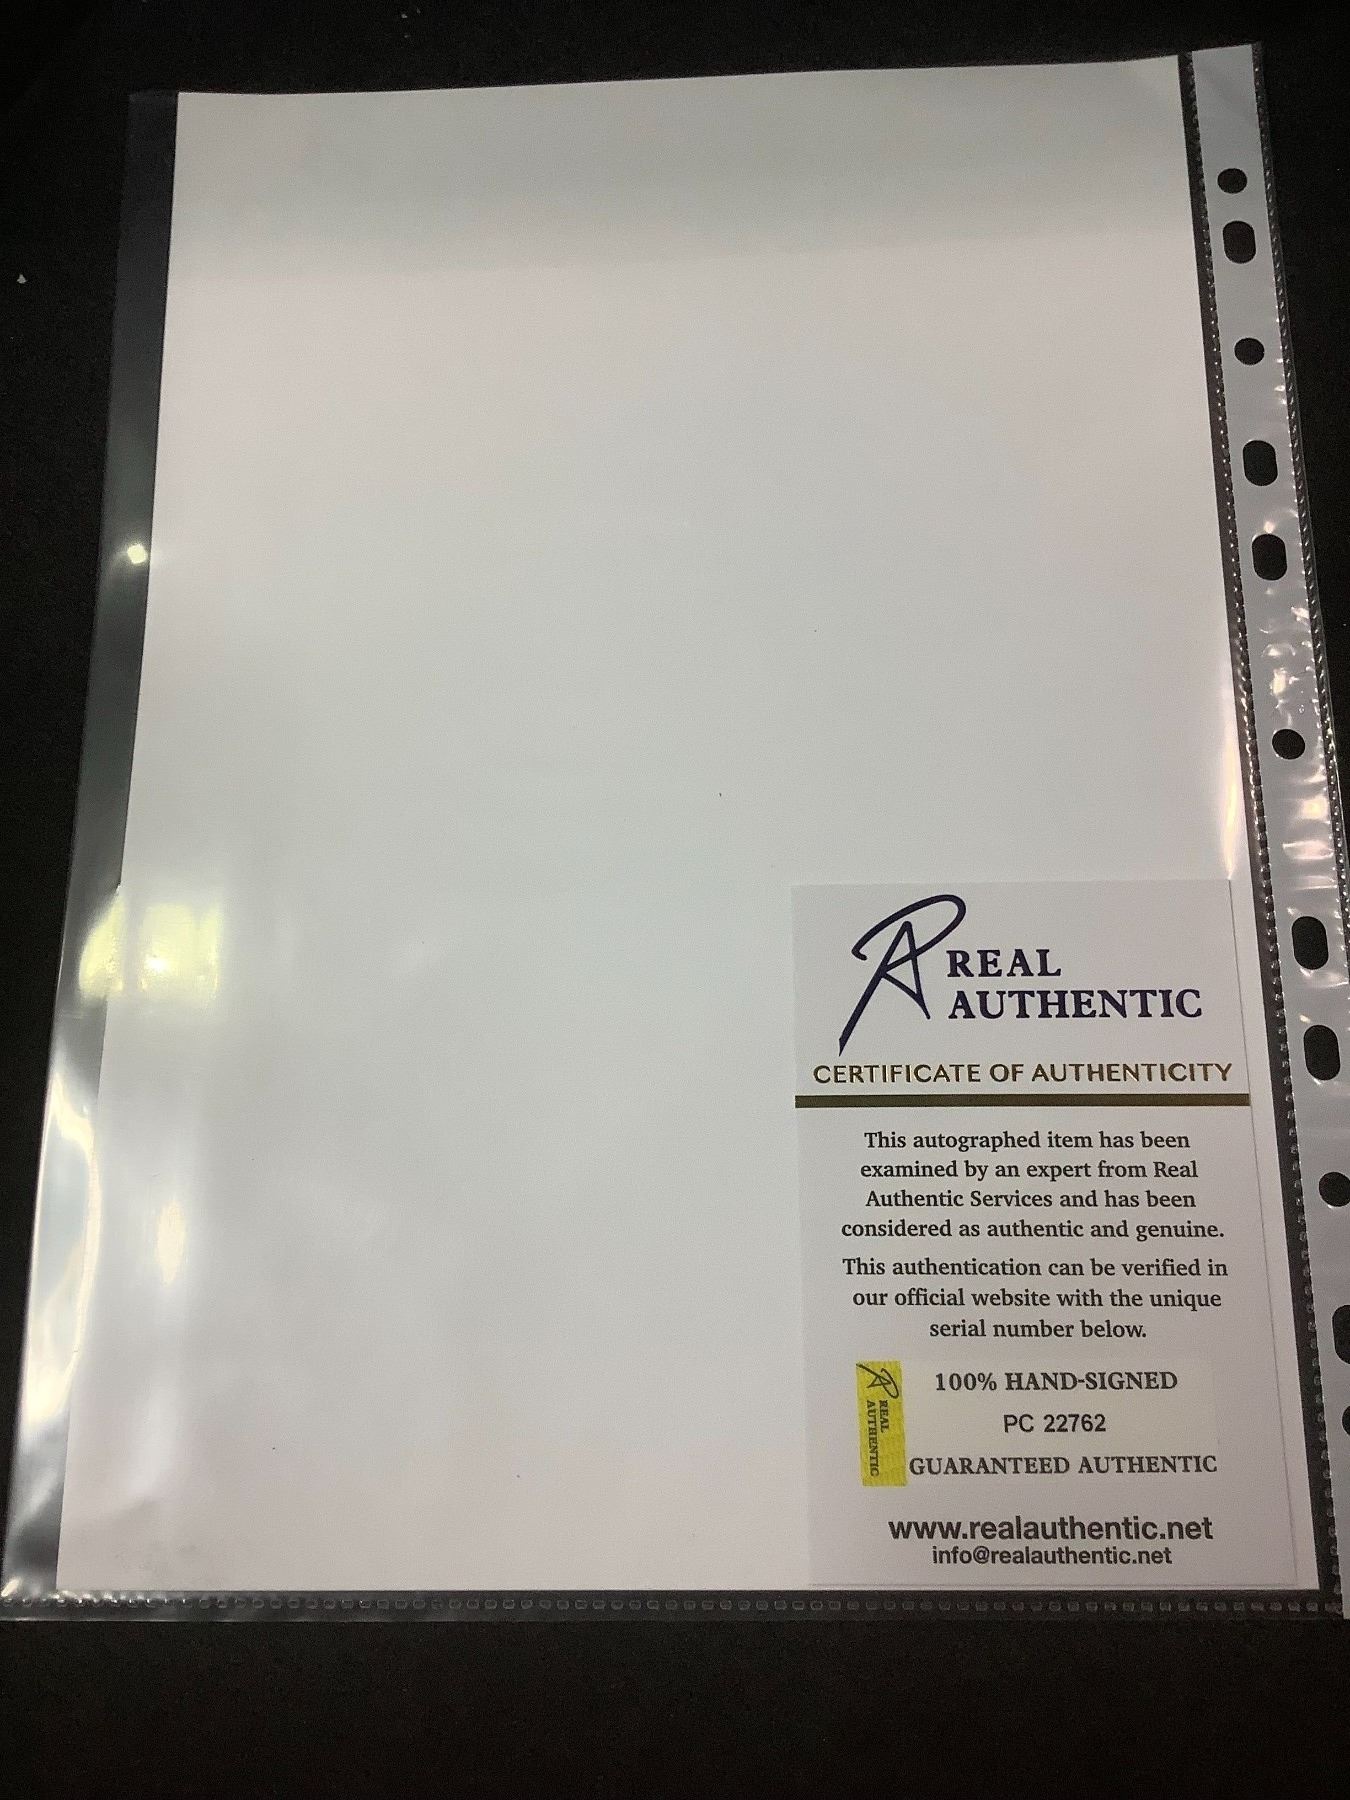 REAL
AUTHENTIC
CERTIFICATE OF AUTHENTICITY
This autographed item has been
examined by an expert from Real
Authentic Services and has been
considered as authentic and genuine.
This authentication can be verified in
our official website with the unique
serial number below.
REAL
AUTHENTIC
100% HAND-SIGNED
PC 22762
GUARANTEED AUTHENTIC
www.realauthentic.net
info@realauthentic.net